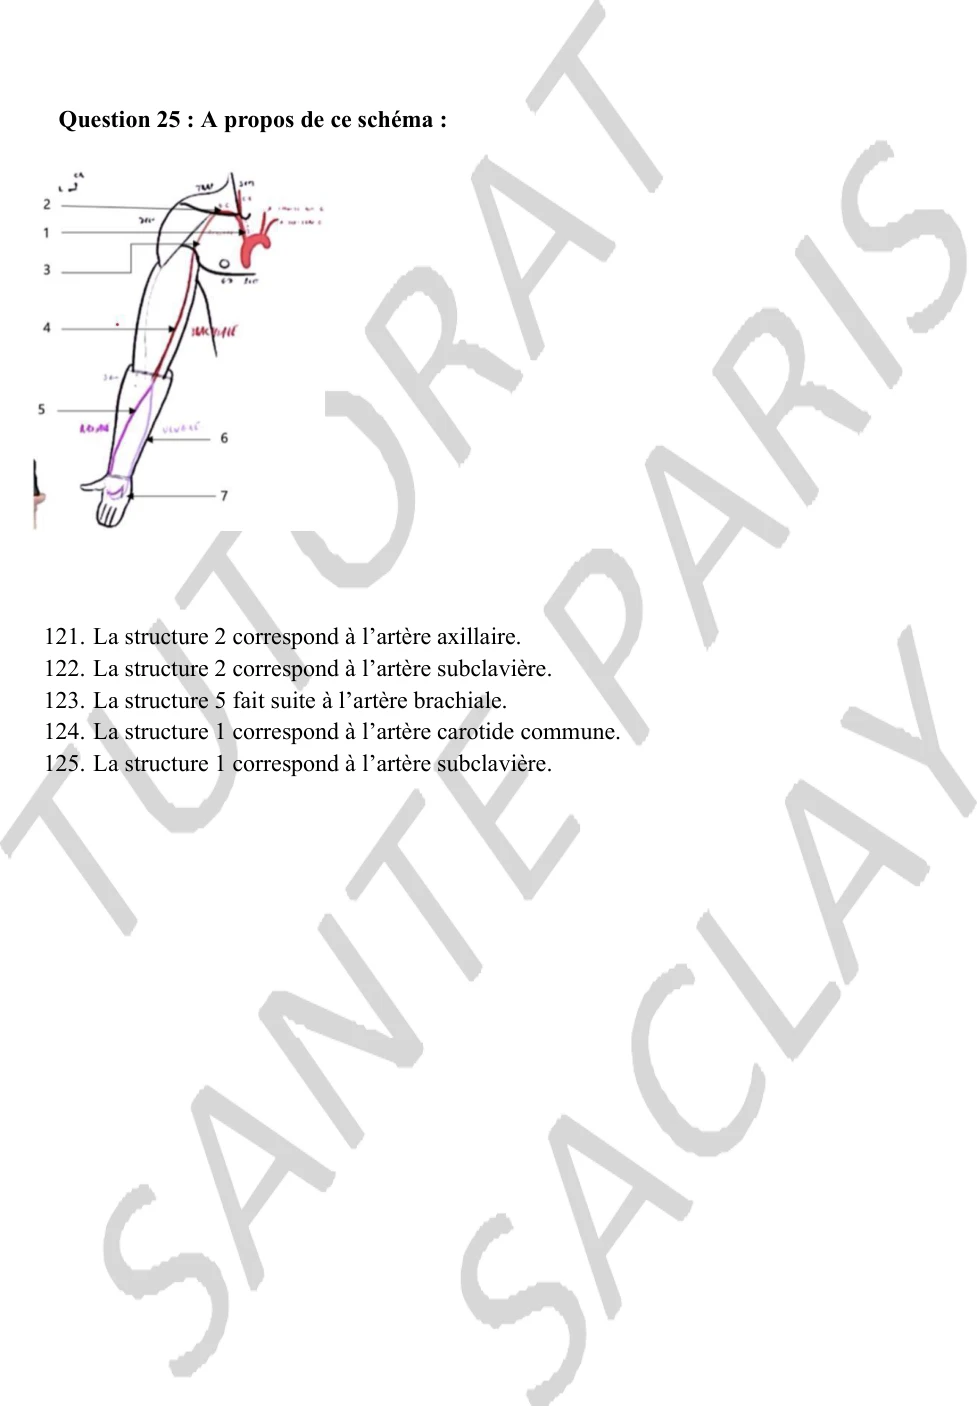 Question 25 : A propos de ce schéma :
2
1
3
4
5
6
7
121. La structure 2 correspond à l’artère axillaire.
122. La structure 2 correspond à l’artère subclavière.
123. La structure 5 fait suite à l’artère brachiale.
124. La structure 1 correspond à l’artère carotide commune.
125. La structure 1 correspond à l’artère subclavière.
TUTORAT
SANTE PARIS
SACLAY